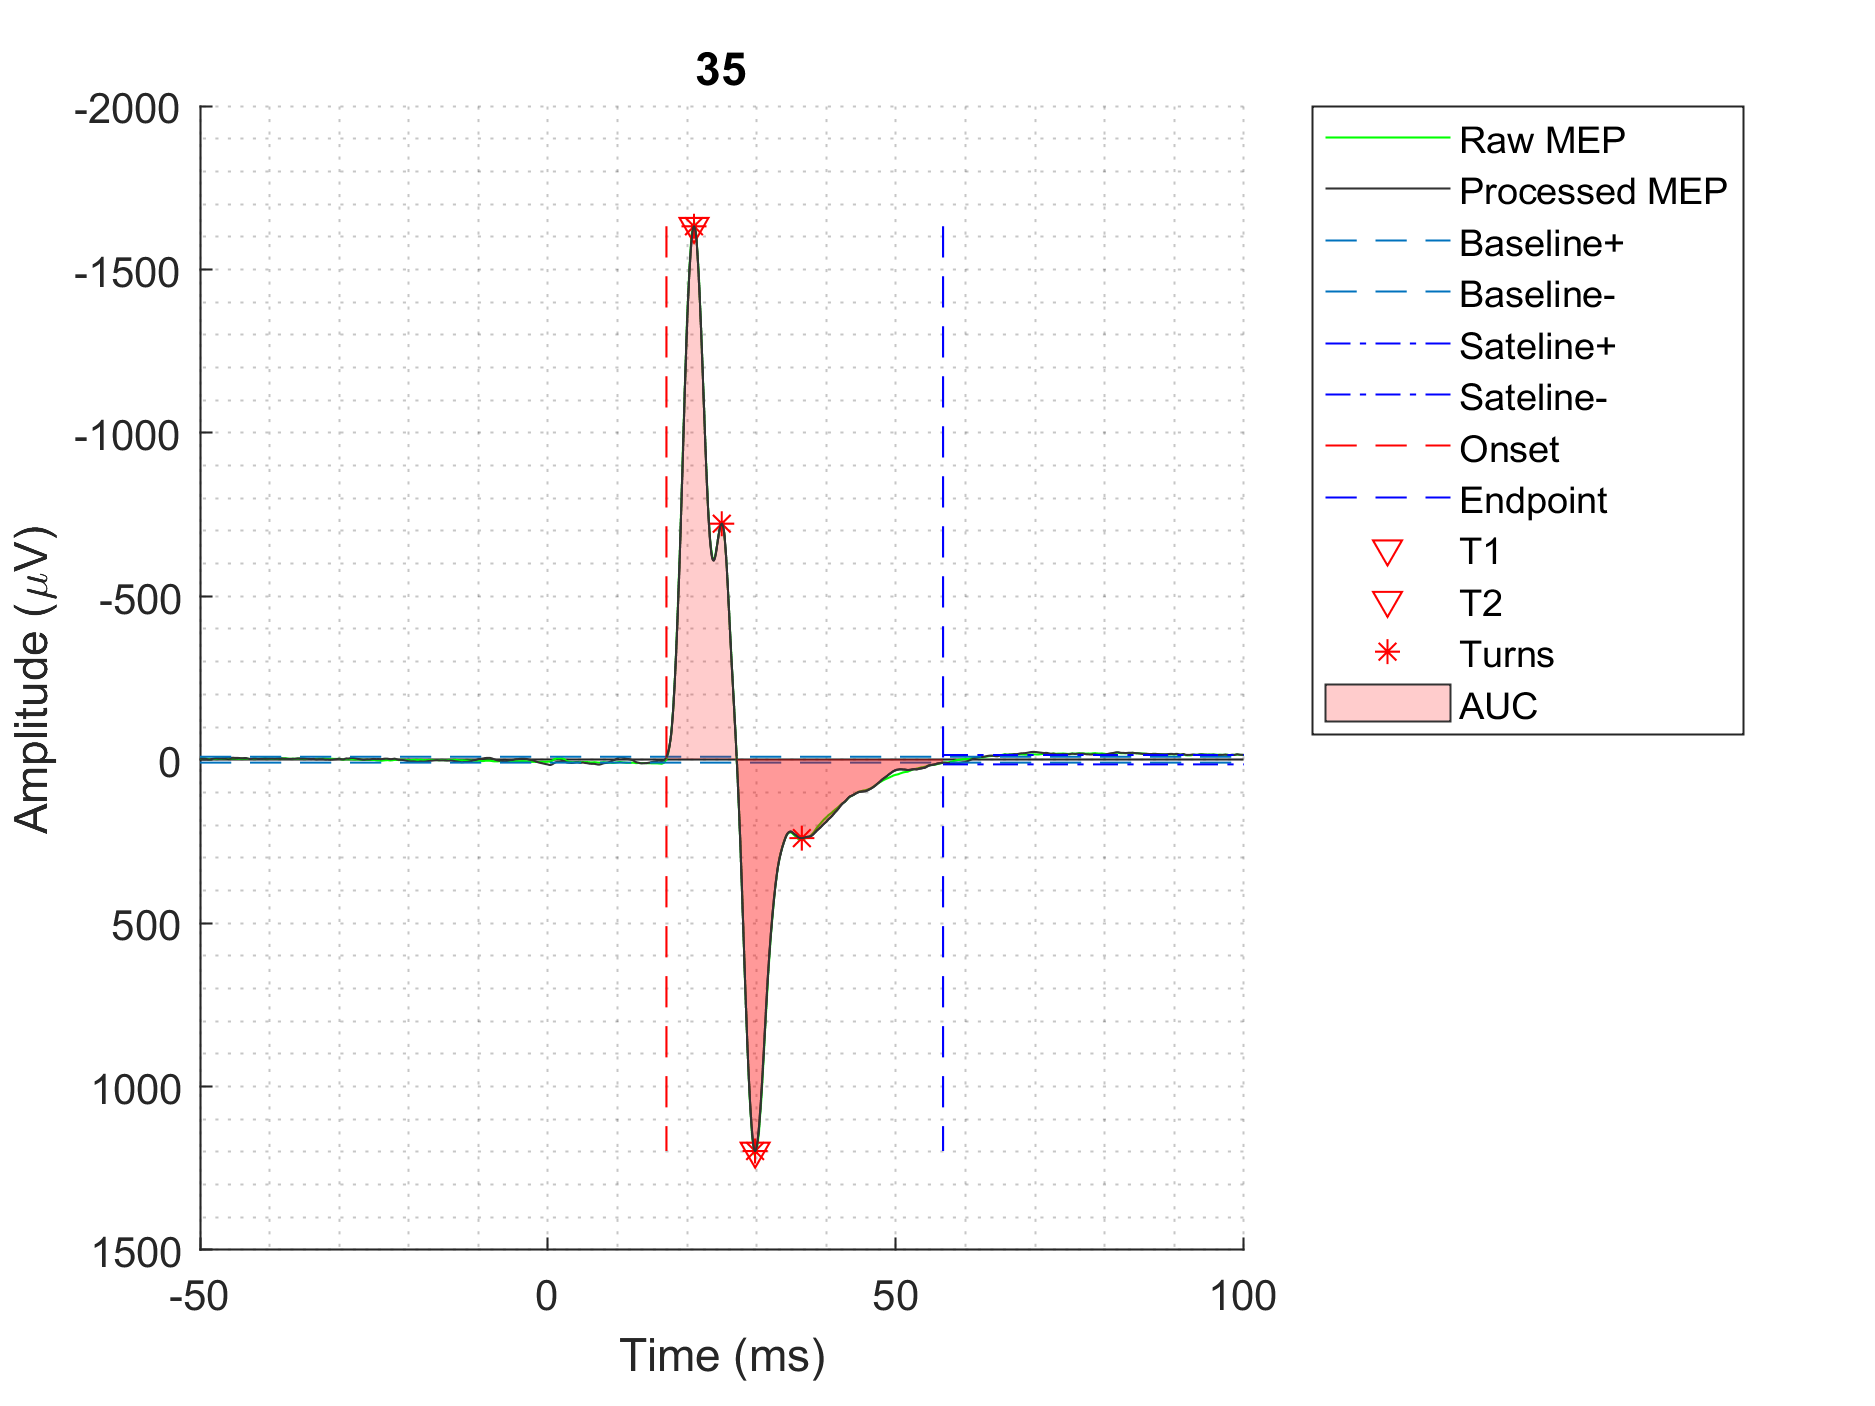 35
-2000
-1500
-1000
-500
0
500
1000
1500
Amplitude (μV)
-50
0
50
100
Time (ms)
Raw MEP
Processed MEP
Baseline+
Baseline-
Sateline+
Sateline-
Onset
Endpoint
T1
T2
Turns
AUC